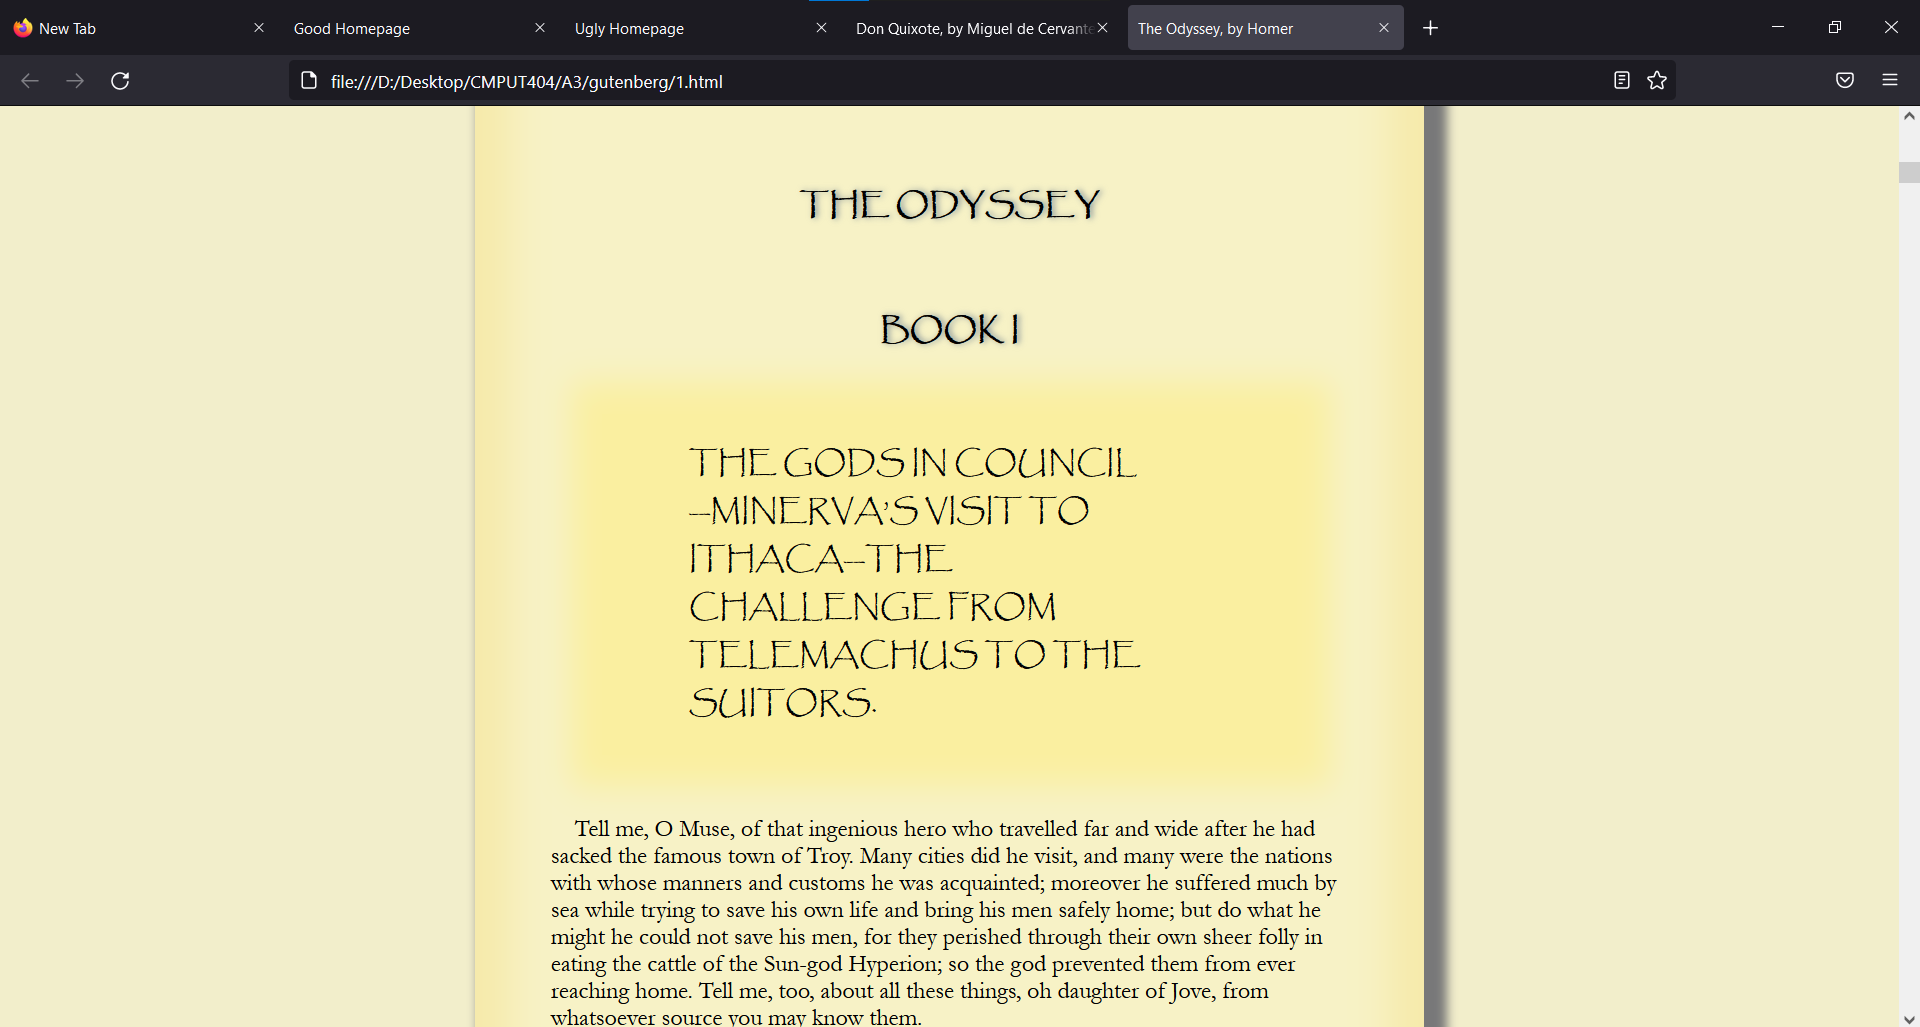 New Tab
Good Homepage
Ugly Homepage
Don Quixote, by Miguel de Cervante
The Odyssey, by Homer
file:///D:/Desktop/CMPUT404/A3/gutenberg/1.html
THE ODYSSEY
BOOK I
THE GODS IN COUNCIL
—MINERVA’S VISIT TO
ITHACA—THE
CHALLENGE FROM
TELEMACHUS TO THE
SUITORS.
Tell me, O Muse, of that ingenious hero who travelled far and wide after he had
sacked the famous town of Troy. Many cities did he visit, and many were the nations
with whose manners and customs he was acquainted; moreover he suffered much by
sea while trying to save his own life and bring his men safely home; but do what he
might he could not save his men, for they perished through their own sheer folly in
eating the cattle of the Sun-god Hyperion; so the god prevented them from ever
reaching home. Tell me, too, about all these things, oh daughter of Jove, from
whatsoever source you may know them.